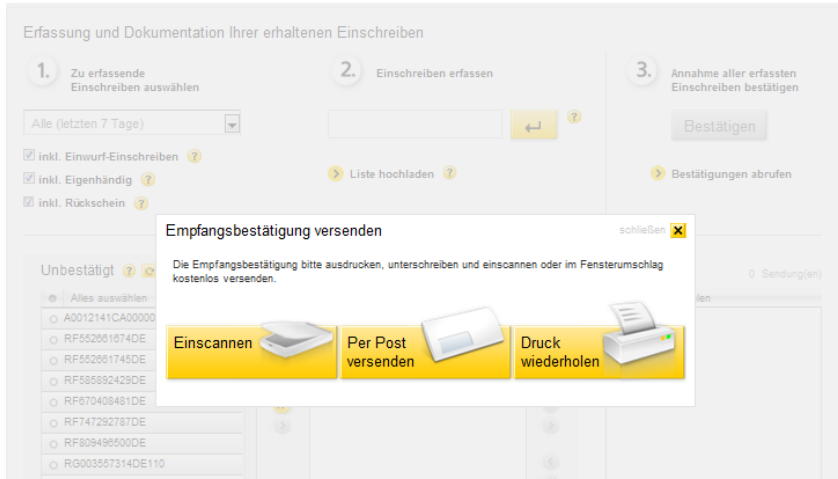 Erfassung und Dokumentation Ihrer erhaltenen Einschreiben
1.
Zu erfassende
Einschreiben auswählen
Alle (letzten 7 Tage)
inkl. Einwurf-Einschreiben ?
inkl. Eigenhändig ?
inkl. Rückschein ?
2.
Einschreiben erfassen
?
Liste hochladen ?
3.
Annahme aller erfassten
Einschreiben bestätigen
Bestätigen
Bestätigungen abrufen
Empfangsbestätigung versenden
schließen X
Die Empfangsbestätigung bitte ausdrucken, unterschreiben und einscannen oder im Fensterumschlag
kostenlos versenden.
Einscannen
Per Post
versenden
Druck
wiederholen
Unbestätigt ?
0 Sendung(en)
Alles auswählen
A0012141CA00000
RF552661674DE
RF552661745DE
RF585892429DE
RF670408481DE
RF747292787DE
RF809496500DE
RG003557314DE110